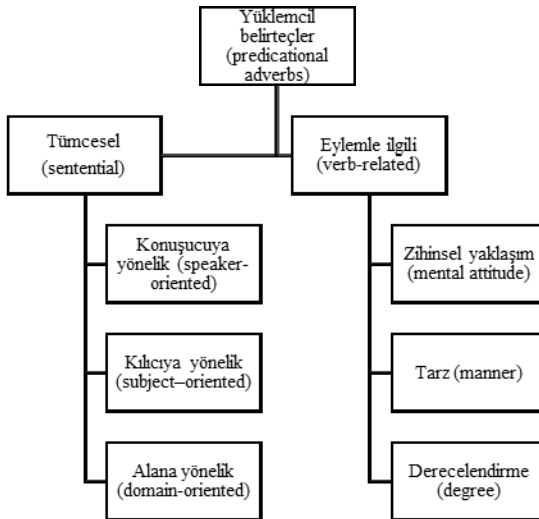 Yüklemcil
belirteçler
(predicational
adverbs)
Tümcesel
(sentential)
Eylemle ilgili
(verb-related)
Konuşucuya
yönelik (speaker-
oriented)
Kılıcıya yönelik
(subject–oriented)
Alana yönelik
(domain-oriented)
Zihinsel yaklaşım
(mental attitude)
Tarz (manner)
Derecelendirme
(degree)